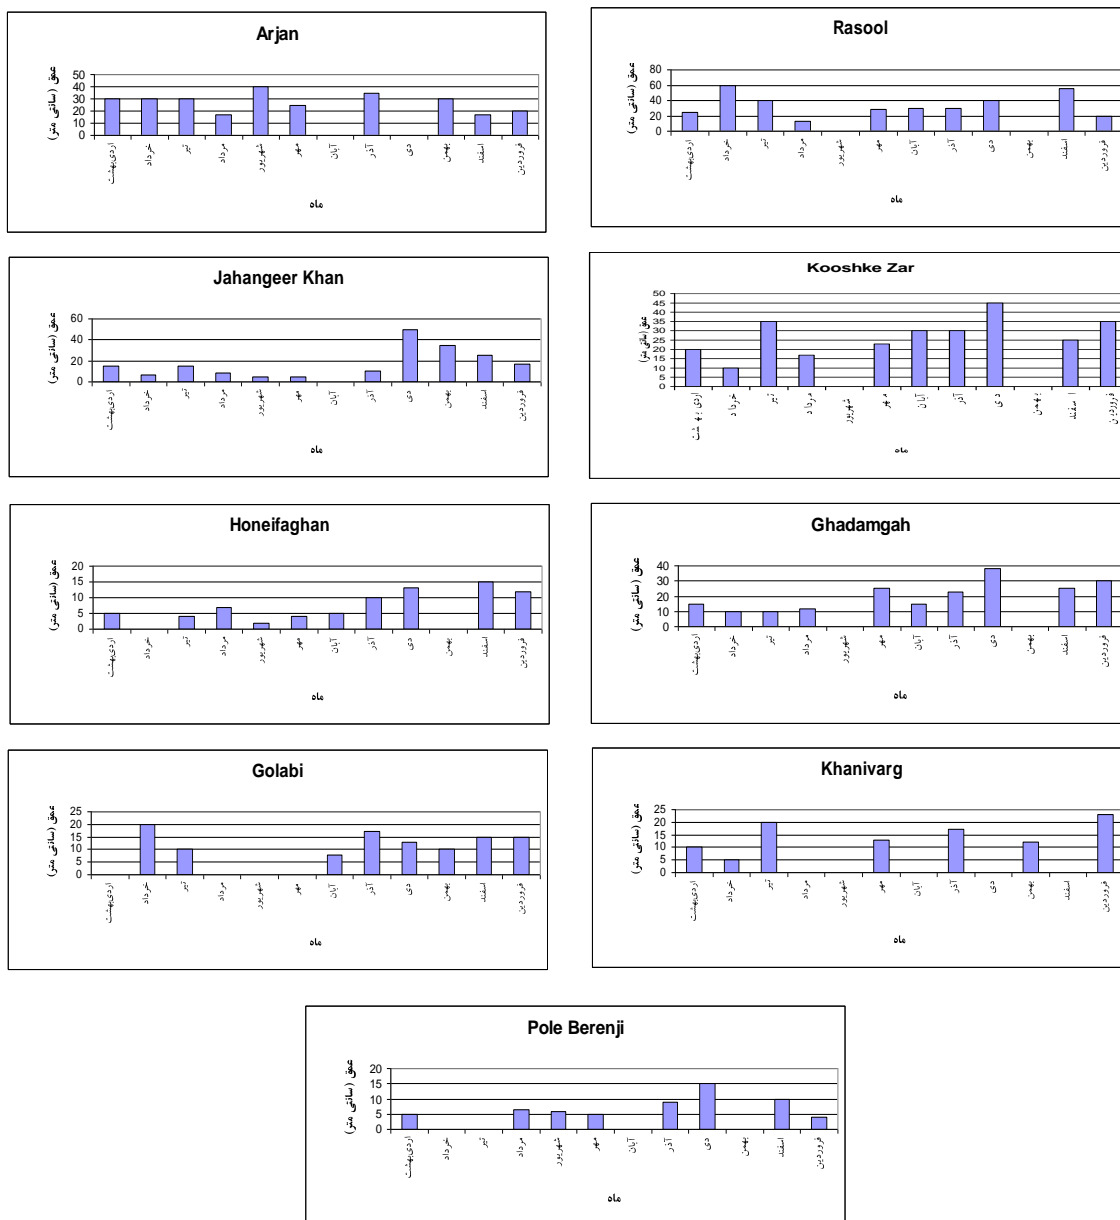 Arjan
عمق (سانتی متر)
50
40
30
20
10
0
اردیبهشت
خرداد
تیر
مرداد
شهریور
مهر
آبان
آذر
دی
بهمن
اسفند
فروردین
ماه
Rasool
عمق (سانتی متر)
80
60
40
20
0
اردیبهشت
خرداد
تیر
مرداد
شهریور
مهر
آبان
آذر
دی
بهمن
اسفند
فروردین
ماه
Jahangeer Khan
عمق (سانتی متر)
60
40
20
0
اردیبهشت
خرداد
تیر
مرداد
شهریور
مهر
آبان
آذر
دی
بهمن
اسفند
فروردین
ماه
Kooshke Zar
عمق (سانتی متر)
50
45
40
35
30
25
20
15
10
5
0
اردیبهشت
خرداد
تیر
مرداد
شهریور
مهر
آبان
آذر
دی
بهمن
اسفند
فروردین
ماه
Honeifaghan
عمق (سانتی متر)
20
15
10
5
0
اردیبهشت
خرداد
تیر
مرداد
شهریور
مهر
آبان
آذر
دی
بهمن
اسفند
فروردین
ماه
Ghadamgah
عمق (سانتی متر)
40
30
20
10
0
اردیبهشت
خرداد
تیر
مرداد
شهریور
مهر
آبان
آذر
دی
بهمن
اسفند
فروردین
ماه
Golabi
عمق (سانتی متر)
25
20
15
10
5
0
اردیبهشت
خرداد
تیر
مرداد
شهریور
مهر
آبان
آذر
دی
بهمن
اسفند
فروردین
ماه
Khanivarg
عمق (سانتی متر)
25
20
15
10
5
0
اردیبهشت
خرداد
تیر
مرداد
شهریور
مهر
آبان
آذر
دی
بهمن
اسفند
فروردین
ماه
Pole Berenji
عمق (سانتی متر)
20
15
10
5
0
اردیبهشت
خرداد
تیر
مرداد
شهریور
مهر
آبان
آذر
دی
بهمن
اسفند
فروردین
ماه